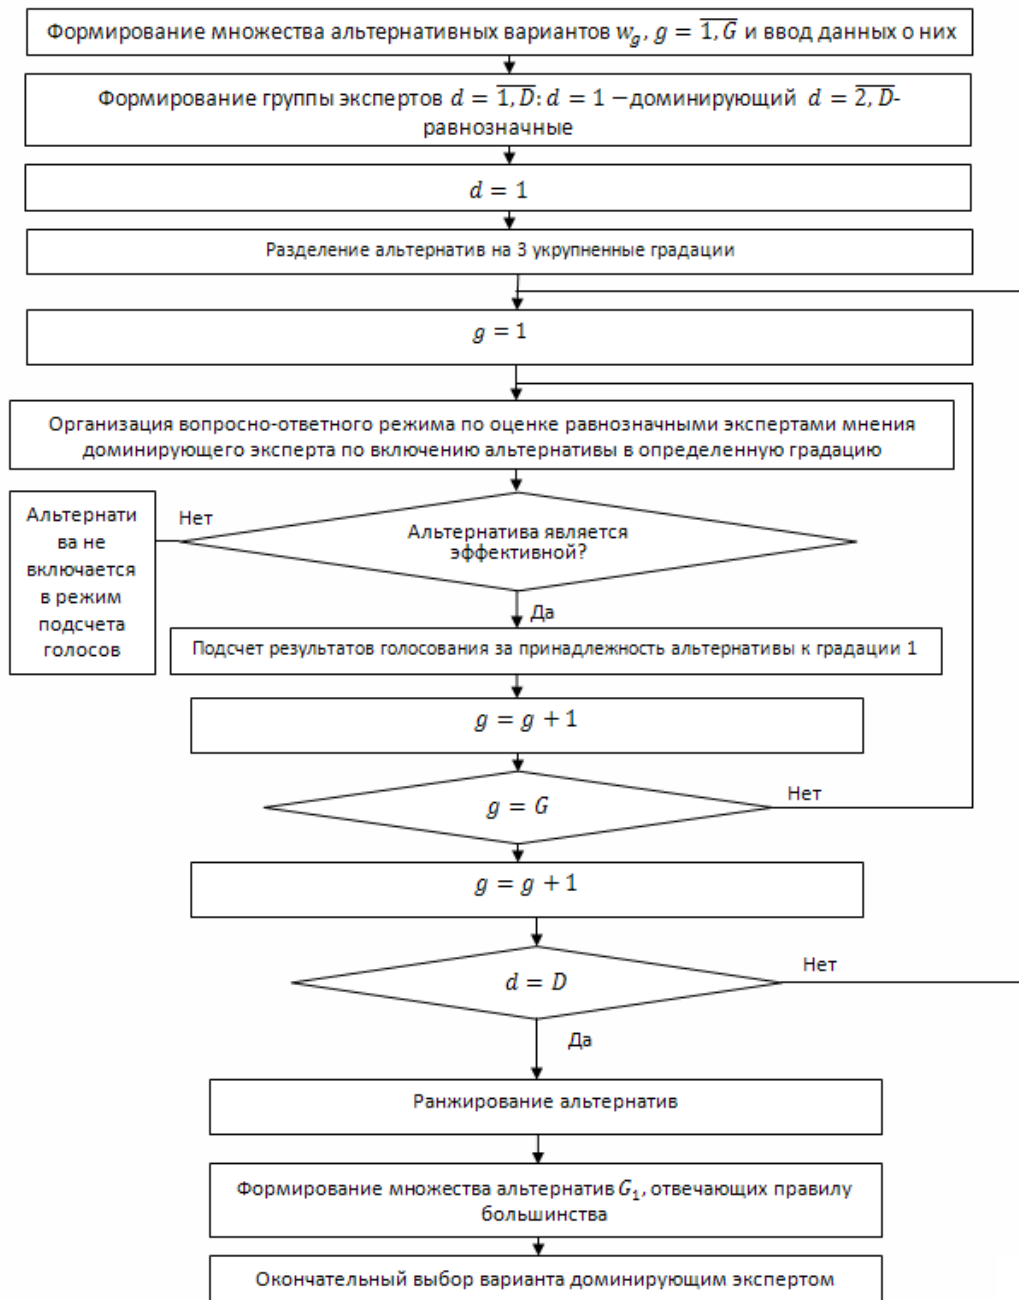 Формирование множества альтернативных вариантов w_g, g = \overline{1,G} и ввод данных о них
Формирование группы экспертов d = \overline{1,D}: d = 1 −доминирующий d = \overline{2,D}-
равнозначные
d = 1
Разделение альтернатив на 3 укрупненные градации
g = 1
Организация вопросно-ответного режима по оценке равнозначными экспертами мнения
доминирующего эксперта по включению альтернативы в определенную градацию
Альтернати
ва не
включается
в режим
подсчета
голосов
Нет
Альтернатива является
эффективной?
Да
Подсчет результатов голосования за принадлежность альтернативы к градации 1
g = g + 1
g = G
Нет
g = g + 1
d = D
Нет
Да
Ранжирование альтернатив
Формирование множества альтернатив G₁, отвечающих правилу
большинства
Окончательный выбор варианта доминирующим экспертом